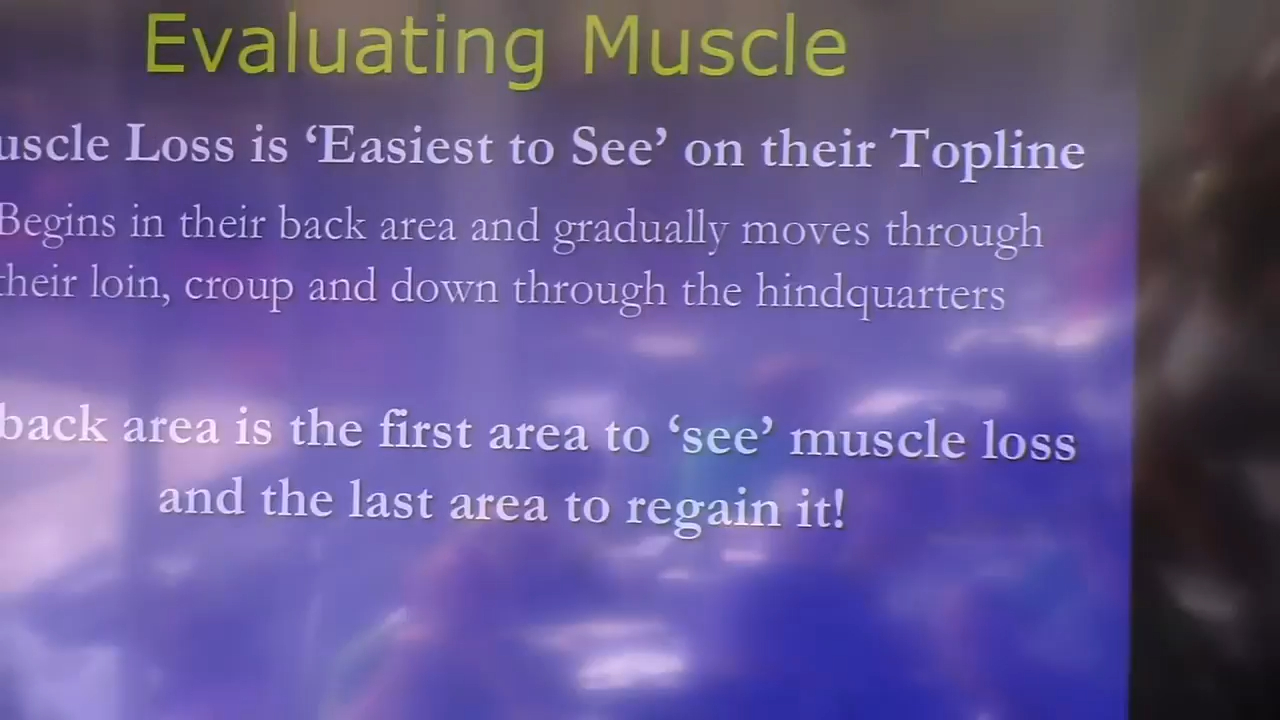 Evaluating Muscle
uscle Loss is ‘Easiest to See’ on their Topline
Begins in their back area and gradually moves through
their loin, croup and down through the hindquarters
back area is the first area to ‘see’ muscle loss
and the last area to regain it!